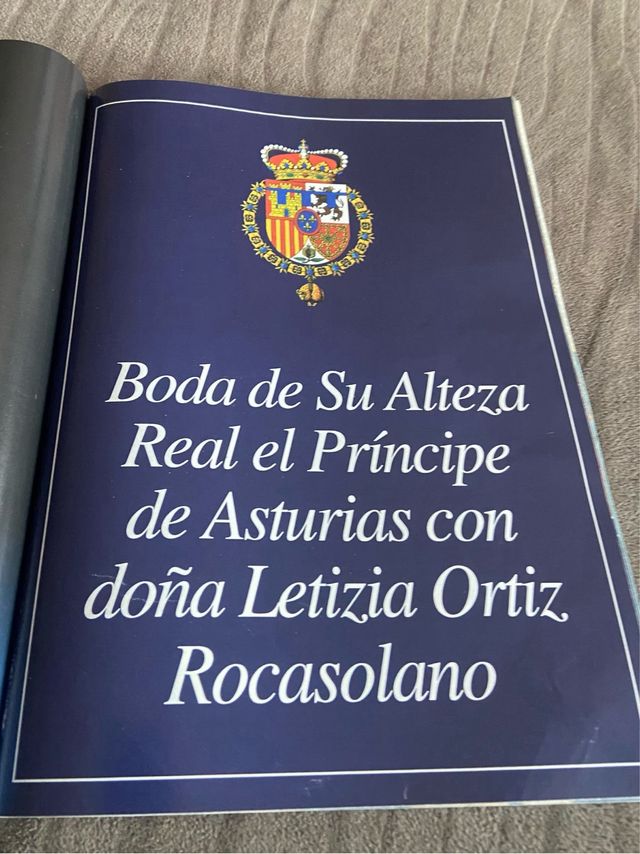 Boda de Su Alteza
Real el Príncipe
de Asturias con
doña Letizia Ortiz
Rocasolano